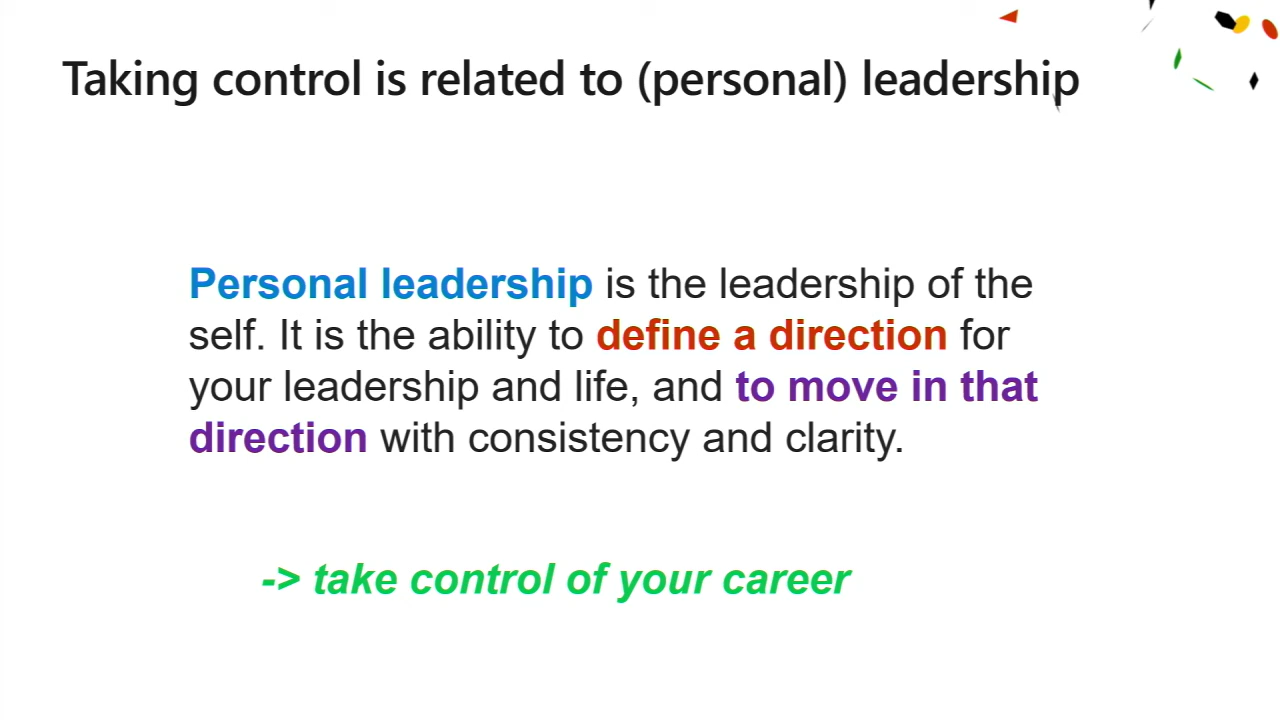 Taking control is related to (personal) leadership
Personal leadership is the leadership of the
self. It is the ability to define a direction for
your leadership and life, and to move in that
direction with consistency and clarity.
-> take control of your career